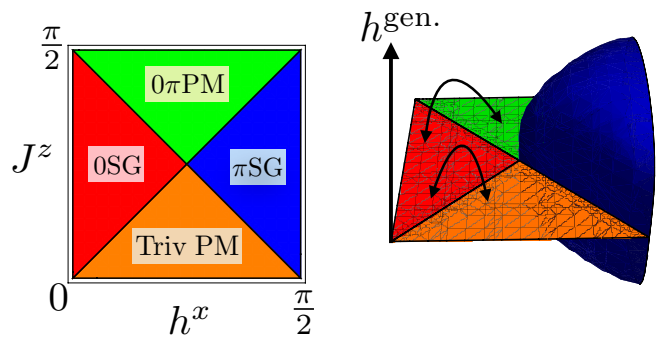 π/2
0πPM
J^z
0SG
πSG
Triv PM
0
h^x
π/2
h^gen.